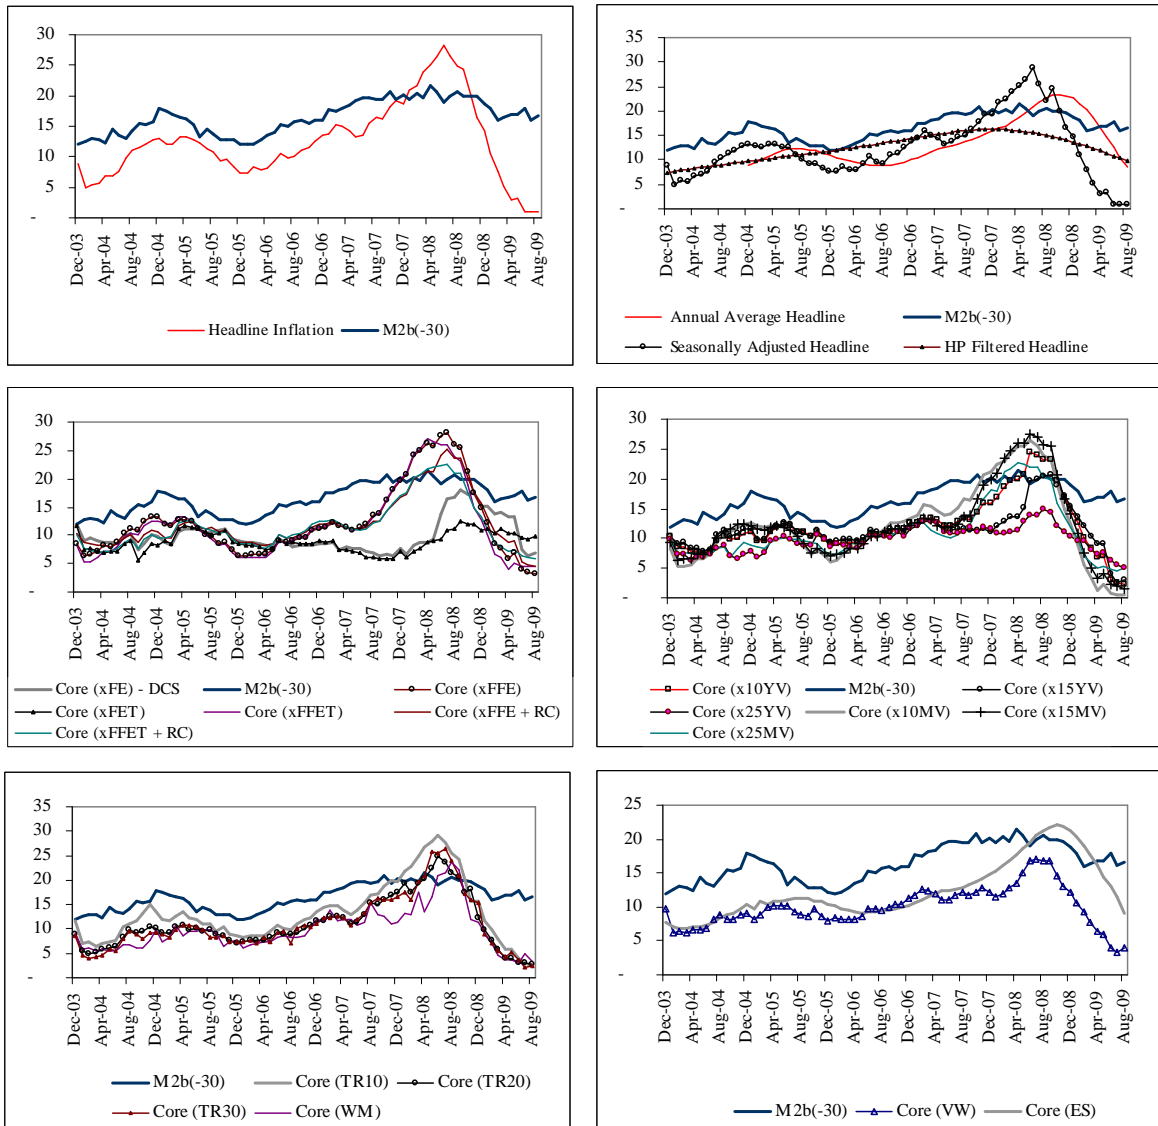 30
25
20
15
10
5
-
Dec-03
Apr-04
Aug-04
Dec-04
Apr-05
Aug-05
Dec-05
Apr-06
Aug-06
Dec-06
Apr-07
Aug-07
Dec-07
Apr-08
Aug-08
Dec-08
Apr-09
Aug-09
Headline Inflation M2b(-30)
35
30
25
20
15
10
5
-
Dec-03
Apr-04
Aug-04
Dec-04
Apr-05
Aug-05
Dec-05
Apr-06
Aug-06
Dec-06
Apr-07
Aug-07
Dec-07
Apr-08
Aug-08
Dec-08
Apr-09
Aug-09
Annual Average Headline M2b(-30)
Seasonally Adjusted Headline HP Filtered Headline
30
25
20
15
10
5
-
Dec-03
Apr-04
Aug-04
Dec-04
Apr-05
Aug-05
Dec-05
Apr-06
Aug-06
Dec-06
Apr-07
Aug-07
Dec-07
Apr-08
Aug-08
Dec-08
Apr-09
Aug-09
Core (xFE) - DCS M2b(-30) Core (xFFE)
Core (xFET) Core (xFFET) Core (xFFE + RC)
Core (xFFET + RC)
30
25
20
15
10
5
-
Dec-03
Apr-04
Aug-04
Dec-04
Apr-05
Aug-05
Dec-05
Apr-06
Aug-06
Dec-06
Apr-07
Aug-07
Dec-07
Apr-08
Aug-08
Dec-08
Apr-09
Aug-09
Core (x10YV) M2b(-30) Core (x15YV)
Core (x25YV) Core (x10MV) Core (x15MV)
Core (x25MV)
35
30
25
20
15
10
5
-
Dec-03
Apr-04
Aug-04
Dec-04
Apr-05
Aug-05
Dec-05
Apr-06
Aug-06
Dec-06
Apr-07
Aug-07
Dec-07
Apr-08
Aug-08
Dec-08
Apr-09
Aug-09
M2b(-30) Core (TR10) Core (TR20)
Core (TR30) Core (WM)
25
20
15
10
5
-
Dec-03
Apr-04
Aug-04
Dec-04
Apr-05
Aug-05
Dec-05
Apr-06
Aug-06
Dec-06
Apr-07
Aug-07
Dec-07
Apr-08
Aug-08
Dec-08
Apr-09
Aug-09
M2b(-30) Core (VW) Core (ES)